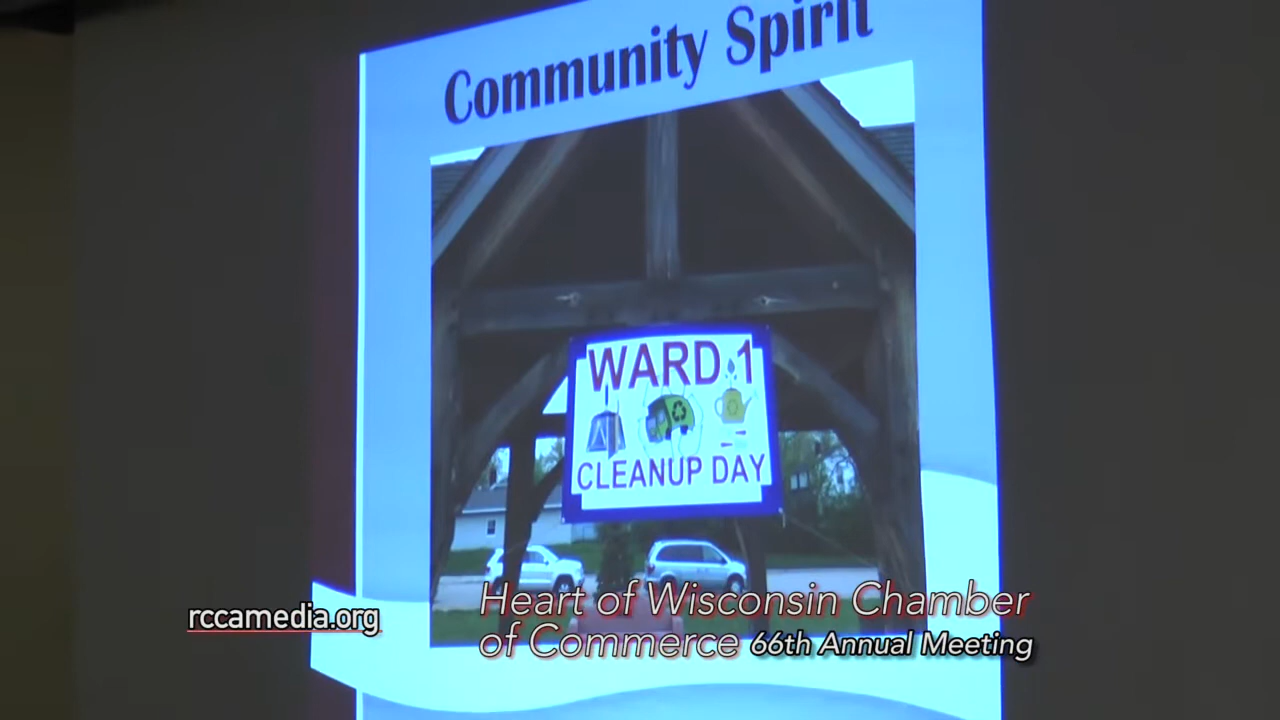 Community Spirit
WARD 1
CLEANUP DAY
rccamedia.org
Heart of Wisconsin Chamber
of Commerce 66th Annual Meeting